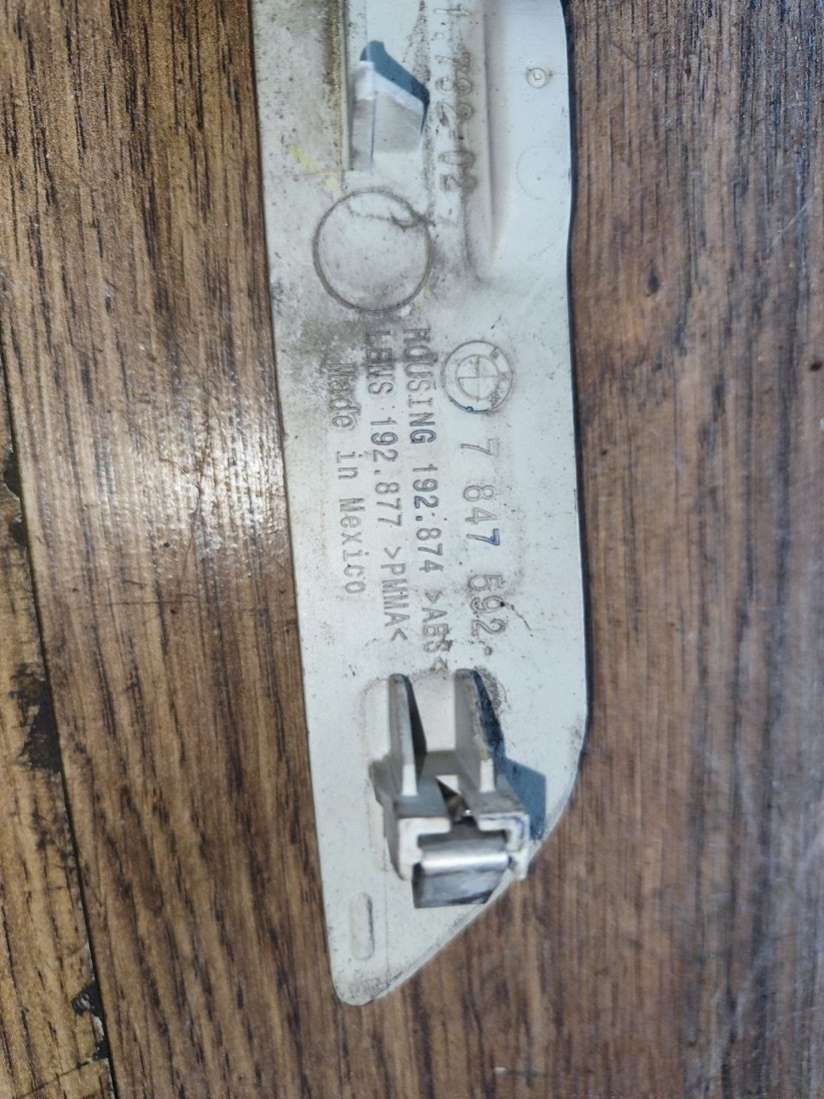 7 847 592
HOUSING 192.874 >ABS<
LENS 192.877 >PMMA<
Made in Mexico